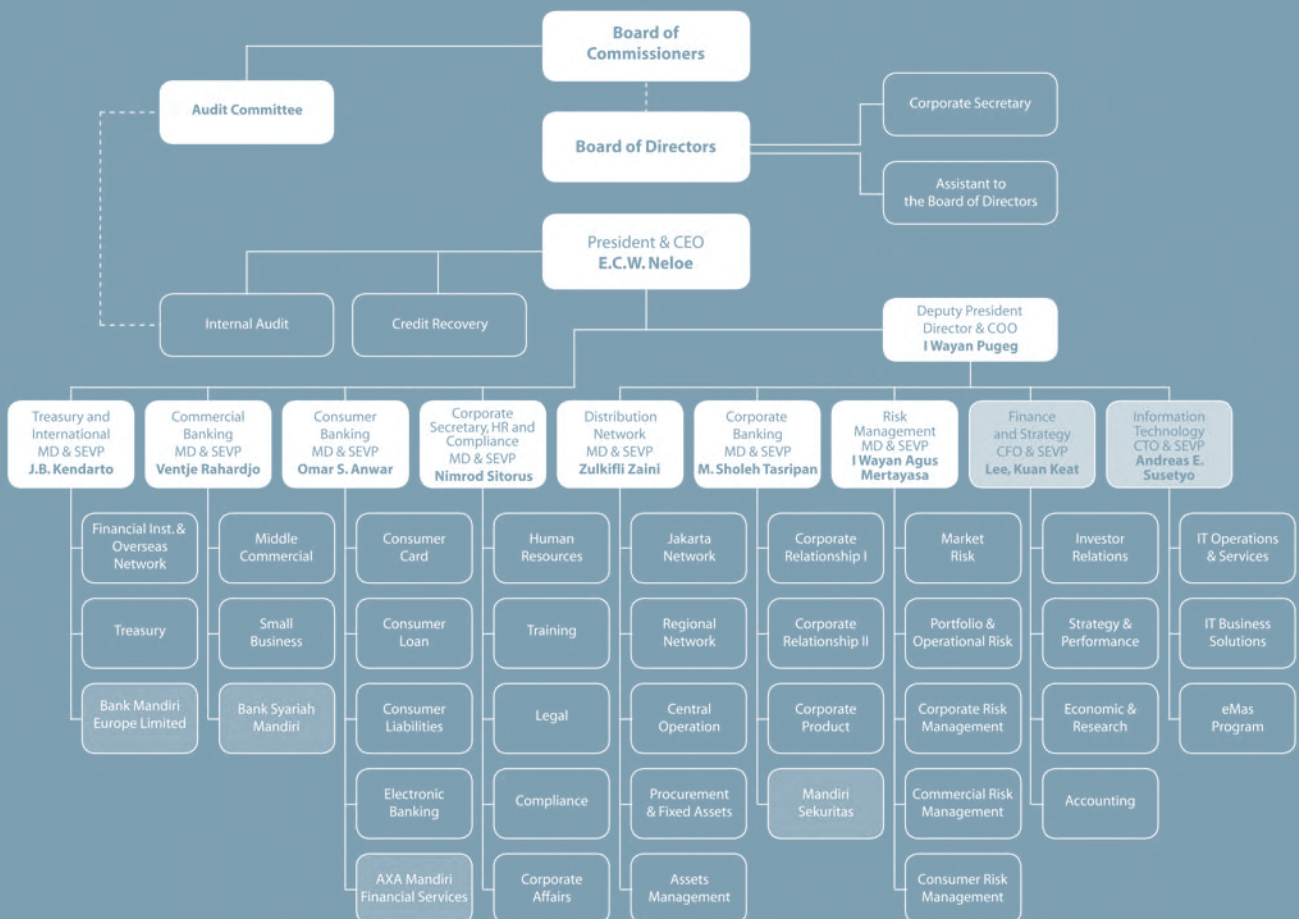 Board of
Commissioners
Audit Committee
Corporate Secretary
Board of Directors
Assistant to
the Board of Directors
President & CEO
E.C.W. Neloe
Internal Audit
Credit Recovery
Deputy President
Director & COO
I Wayan Pugeg
Treasury and
International
MD & SEVP
J.B. Kendarto
Commercial
Banking
MD & SEVP
Ventje Rahardjo
Consumer
Banking
MD & SEVP
Omar S. Anwar
Corporate
Secretary, HR and
Compliance
MD & SEVP
Nimrod Sitorus
Distribution
Network
MD & SEVP
Zulkifli Zaini
Corporate
Banking
MD & SEVP
M. Sholeh Tasripan
Risk
Management
MD & SEVP
I Wayan Agus
Mertayasa
Finance
and Strategy
CFO & SEVP
Lee, Kuan Keat
Information
Technology
CTO & SEVP
Andreas E.
Susetyo
Financial Inst. &
Overseas
Network
Middle
Commercial
Consumer
Card
Human
Resources
Jakarta
Network
Corporate
Relationship I
Market
Risk
Investor
Relations
IT Operations
& Services
Treasury
Small
Business
Consumer
Loan
Training
Regional
Network
Corporate
Relationship II
Portfolio &
Operational Risk
Strategy &
Performance
IT Business
Solutions
Bank Mandiri
Europe Limited
Bank Syariah
Mandiri
Consumer
Liabilities
Legal
Central
Operation
Corporate
Product
Corporate Risk
Management
Economic &
Research
eMas
Program
Electronic
Banking
Compliance
Procurement
& Fixed Assets
Mandiri
Sekuritas
Commercial Risk
Management
Accounting
AXA Mandiri
Financial Services
Corporate
Affairs
Assets
Management
Consumer Risk
Management